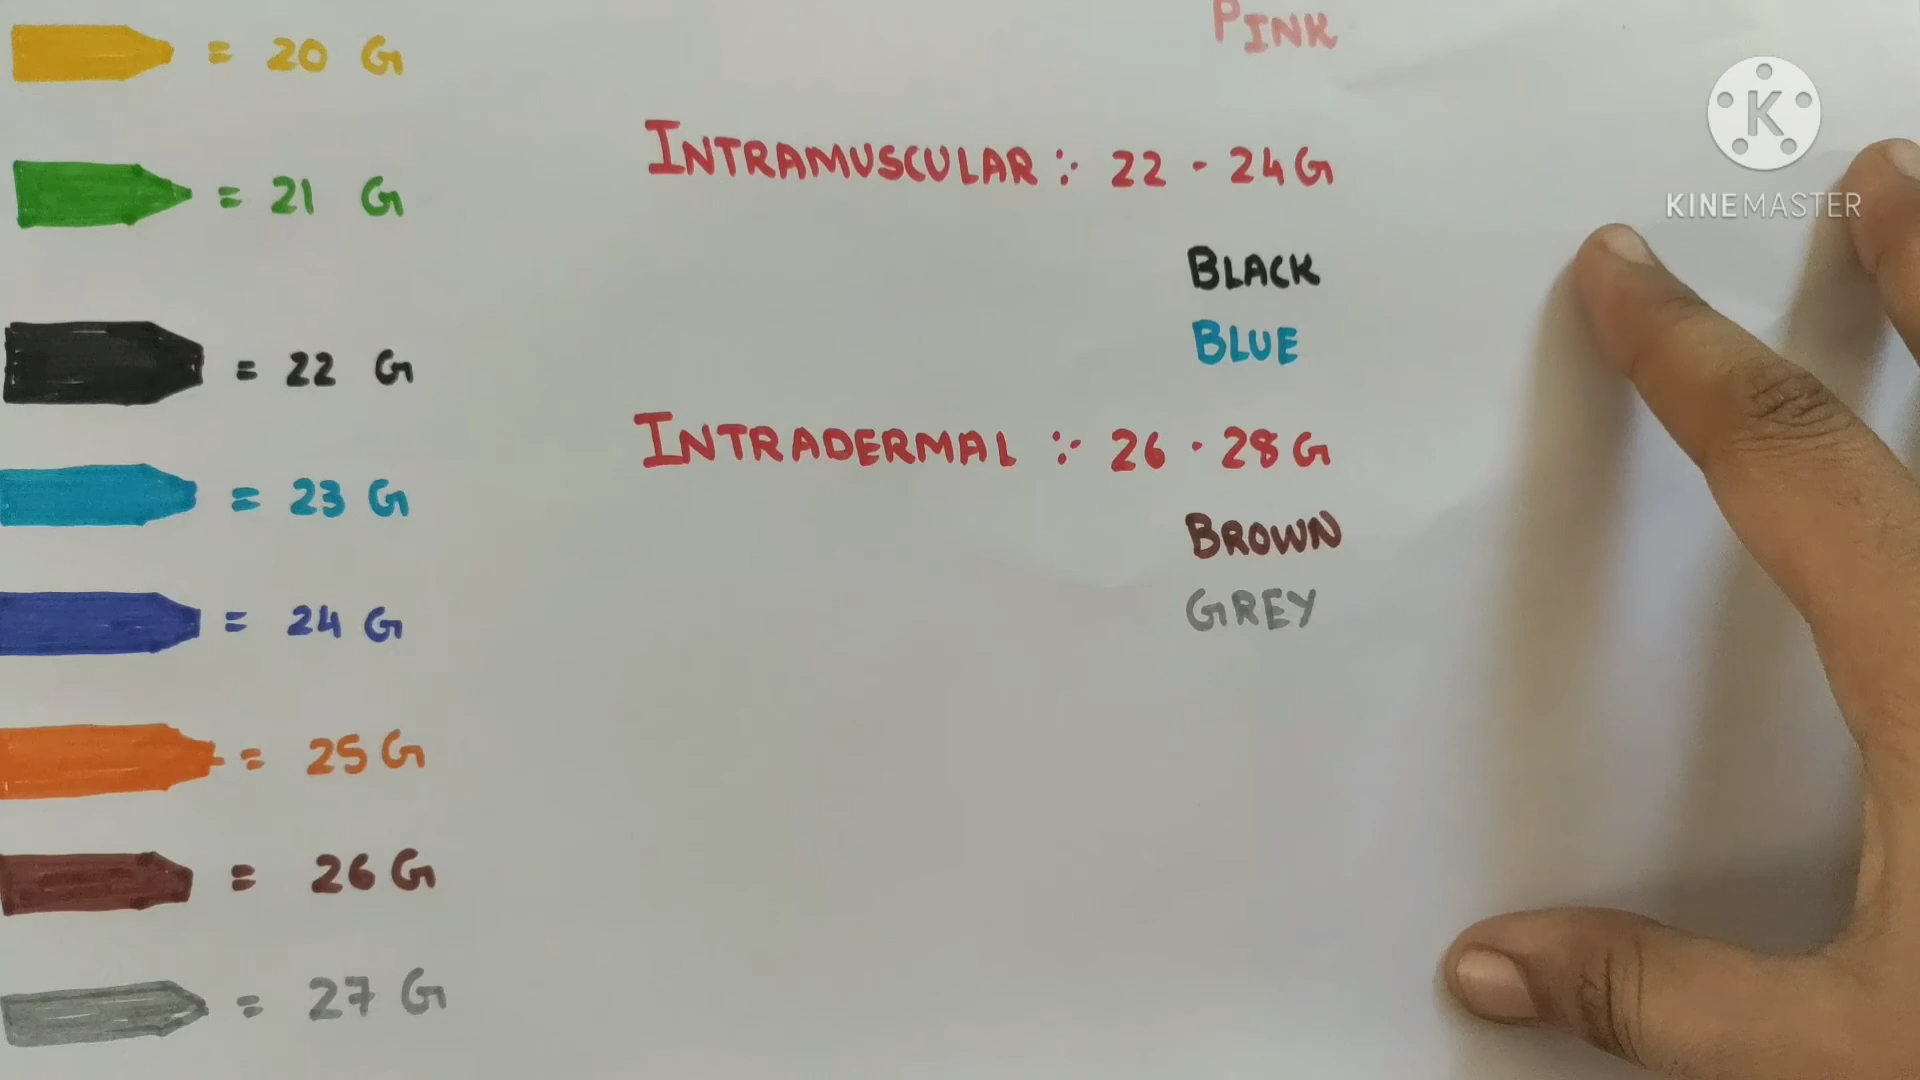 = 20 G
= 21 G
= 22 G
= 23 G
= 24 G
= 25 G
= 26 G
= 27 G
PINK
INTRAMUSCULAR : 22 - 24 G
BLACK
BLUE
INTRADERMAL : 26 - 28 G
BROWN
GREY
K
KINEMASTER